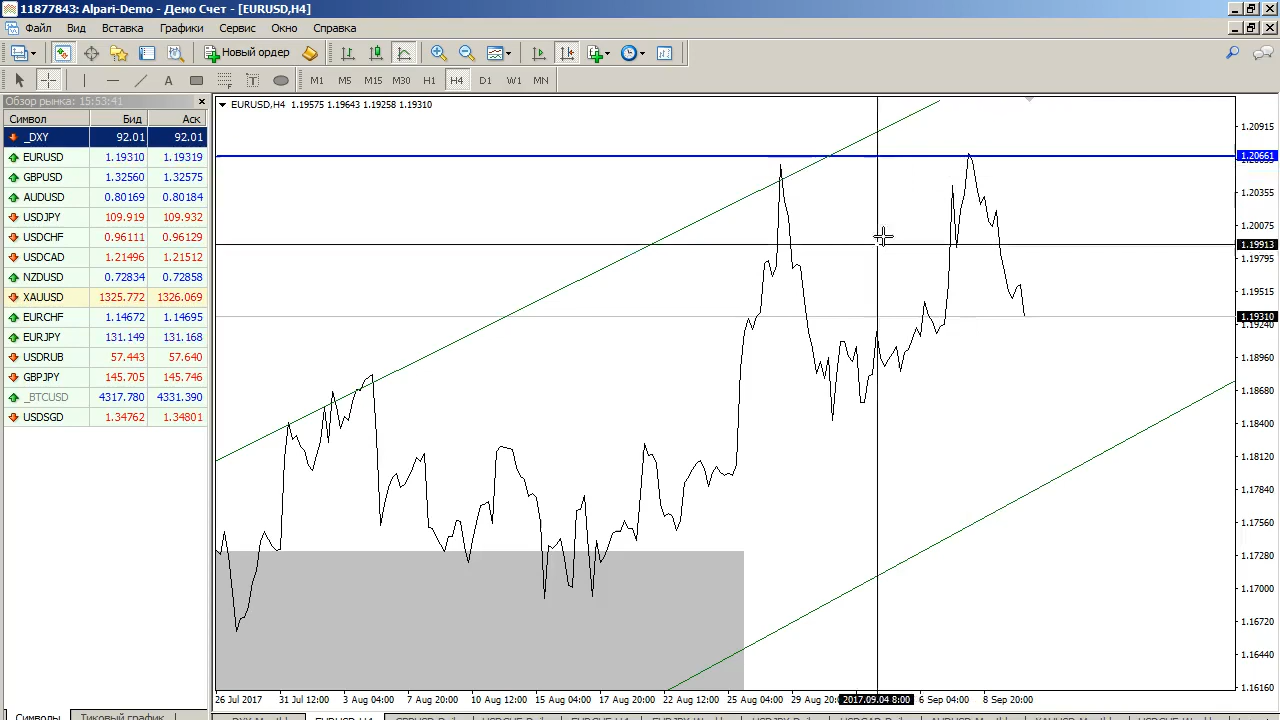 11877843: Alpari-Demo - Демо Счет - [EURUSD,H4]
Файл Вид Вставка Графики Сервис Окно Справка
Новый ордер
A T M1 M5 M15 M30 H1 H4 D1 W1 MN
Обзор рынка: 15:53:41
Символ Бид Аск
_DXY 92.01 92.01
EURUSD 1.19310 1.19319
GBPUSD 1.32560 1.32575
AUDUSD 0.80169 0.80184
USDJPY 109.919 109.932
USDCHF 0.96111 0.96129
USDCAD 1.21496 1.21512
NZDUSD 0.72834 0.72858
XAUUSD 1325.772 1326.069
EURCHF 1.14672 1.14695
EURJPY 131.149 131.168
USDRUB 57.443 57.640
GBPJPY 145.705 145.746
_BTCUSD 4317.780 4331.390
USDSGD 1.34762 1.34801
Символы Тиковый график
EURUSD,H4 1.19575 1.19643 1.19258 1.19310
1.20915
1.20661
1.20355
1.20075
1.19913
1.19795
1.19515
1.19310
1.19240
1.18960
1.18680
1.18400
1.18120
1.17840
1.17560
1.17280
1.17000
1.16720
1.16440
1.16160
26 Jul 2017 31 Jul 12:00 3 Aug 04:00 7 Aug 20:00 10 Aug 12:00 15 Aug 04:00 17 Aug 20:00 22 Aug 12:00 25 Aug 04:00 29 Aug 20: 2017.09.04 8:00 6 Sep 04:00 8 Sep 20:00